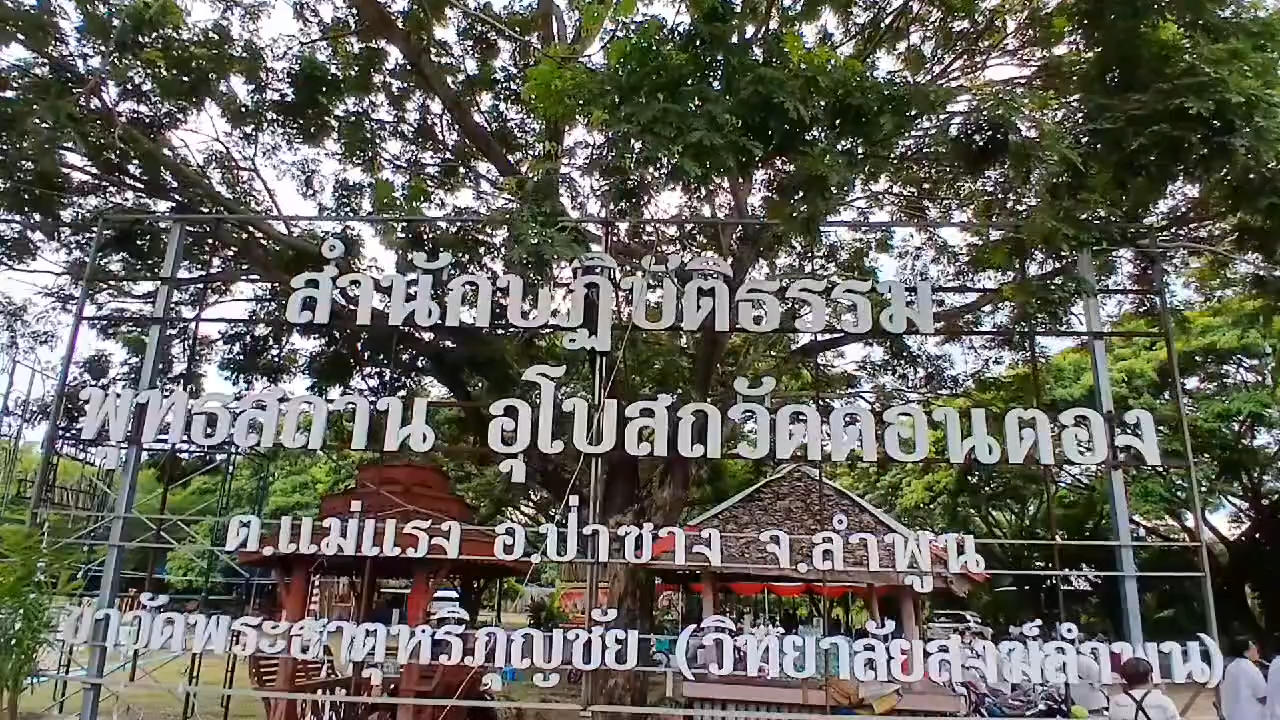 สำนักปฏิบัติธรรม
พุทธสถาน อุโบสถวัดดอนตอง
ต.แม่แรง อ.ป่าซาง จ.ลำพูน
ขาวัดพระธาตุหริภุญชัย (วิทยาลัยสงฆ์ลำพูน)